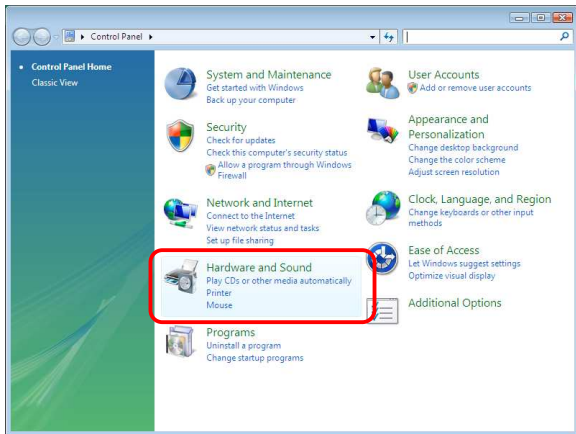 Control Panel
Control Panel Home
Classic View
System and Maintenance
Get started with Windows
Back up your computer
Security
Check for updates
Check this computer's security status
Allow a program through Windows
Firewall
Network and Internet
Connect to the Internet
View network status and tasks
Set up file sharing
Hardware and Sound
Play CDs or other media automatically
Printer
Mouse
Programs
Uninstall a program
Change startup programs
User Accounts
Add or remove user accounts
Appearance and
Personalization
Change desktop background
Change the color scheme
Adjust screen resolution
Clock, Language, and Region
Change keyboards or other input
methods
Ease of Access
Let Windows suggest settings
Optimize visual display
Additional Options